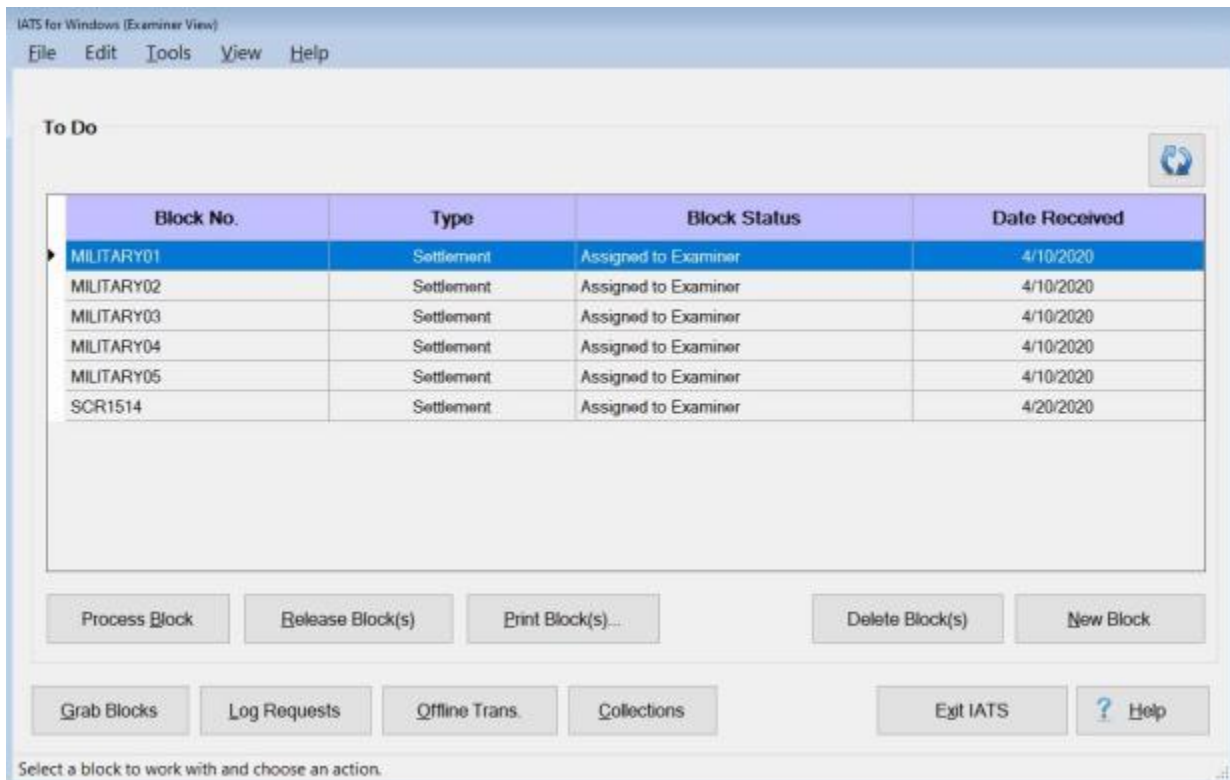 IATS for Windows (Examiner View)
File Edit Tools View Help
To Do
Block No. Type Block Status Date Received
MILITARY01 Settlement Assigned to Examiner 4/10/2020
MILITARY02 Settlement Assigned to Examiner 4/10/2020
MILITARY03 Settlement Assigned to Examiner 4/10/2020
MILITARY04 Settlement Assigned to Examiner 4/10/2020
MILITARY05 Settlement Assigned to Examiner 4/10/2020
SCR1514 Settlement Assigned to Examiner 4/20/2020
Process Block Release Block(s) Print Block(s)... Delete Block(s) New Block
Grab Blocks Log Requests Offline Trans. Collections Exit IATS ? Help
Select a block to work with and choose an action.